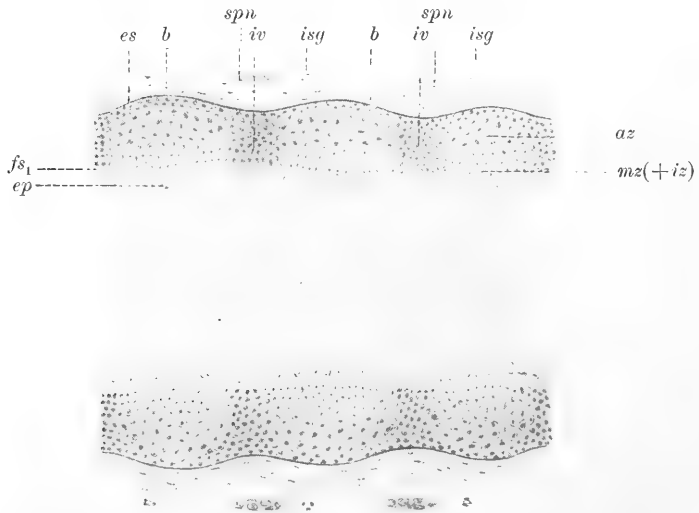 spn spn
es b iv isg b iv isg
az
fs₁
mz(+iz)
ep